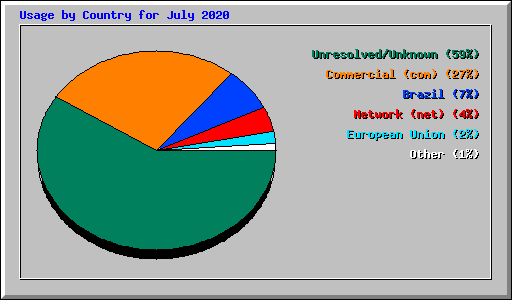 Usage by Country for July 2020
Unresolved/Unknown (59%)
Commercial (com) (27%)
Brazil (7%)
Network (net) (4%)
European Union (2%)
Other (1%)